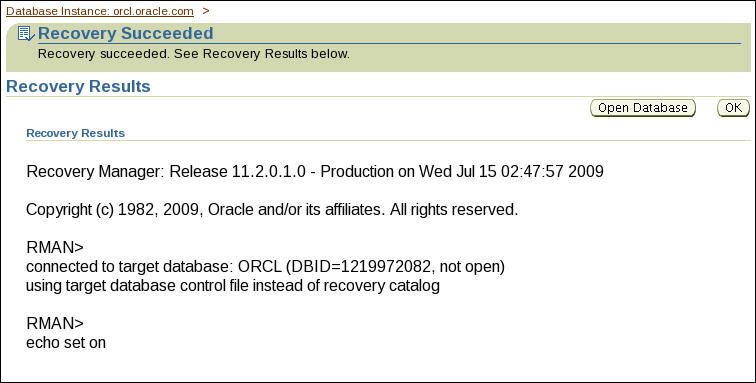 Database Instance: orcl.oracle.com >
Recovery Succeeded
Recovery succeeded. See Recovery Results below.
Recovery Results
Open Database OK
Recovery Results
Recovery Manager: Release 11.2.0.1.0 - Production on Wed Jul 15 02:47:57 2009
Copyright (c) 1982, 2009, Oracle and/or its affiliates. All rights reserved.
RMAN>
connected to target database: ORCL (DBID=1219972082, not open)
using target database control file instead of recovery catalog
RMAN>
echo set on